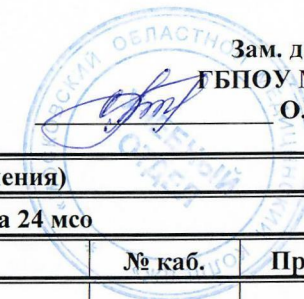 Зам. д
ГБПОУ М
О.
ения)
а 24 мсо
№ каб.
Пр